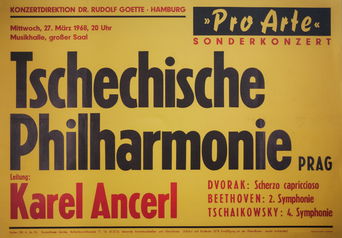 KONZERTDIREKTION DR. RUDOLF GOETTE · HAMBURG
Mittwoch, 27. März 1968, 20 Uhr
Musikhalle, großer Saal
»Pro Arte«
SONDERKONZERT
Tschechische
Philharmonie PRAG
Leitung:
Karel Ancerl
DVORAK: Scherzo capriccioso
BEETHOVEN: 2. Symphonie
TSCHAIKOWSKY: 4. Symphonie